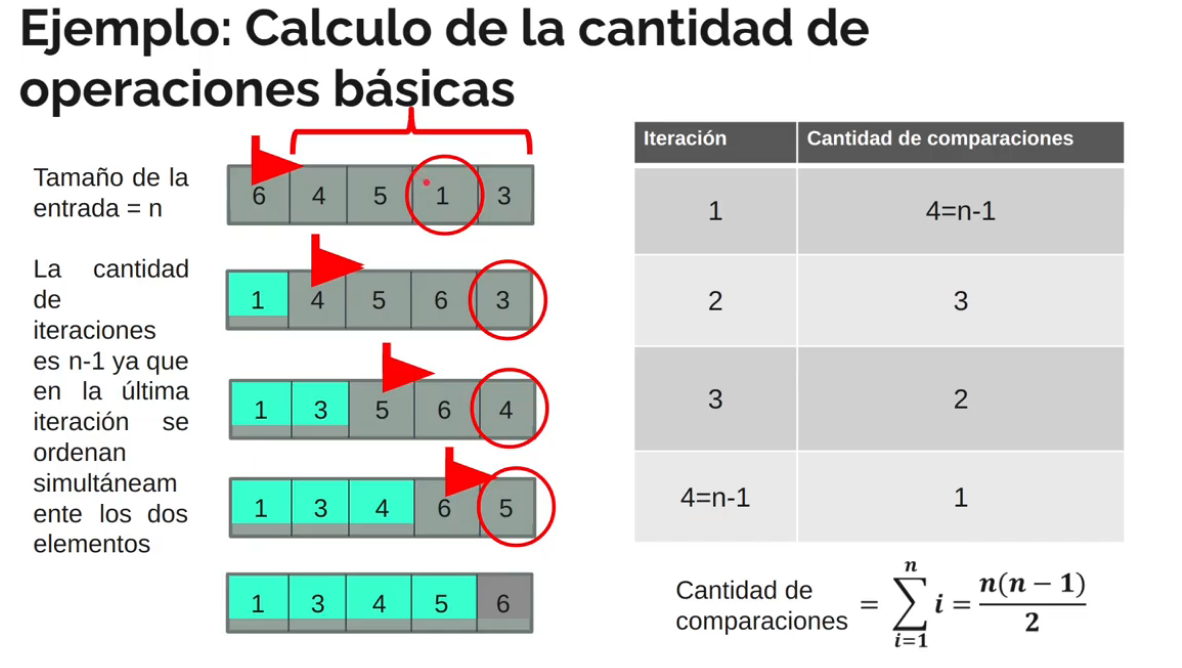 Ejemplo: Calculo de la cantidad de
operaciones básicas
Tamaño de la
entrada = n
La cantidad
de
iteraciones
es n-1 ya que
en la última
iteración se
ordenan
simultáneam
ente los dos
elementos
6 4 5 1 3
1 4 5 6 3
1 3 5 6 4
1 3 4 6 5
1 3 4 5 6
Iteración Cantidad de comparaciones
1 4=n-1
2 3
3 2
4=n-1 1
Cantidad de
comparaciones = ∑_{i=1}^{n} i = n(n − 1)/2